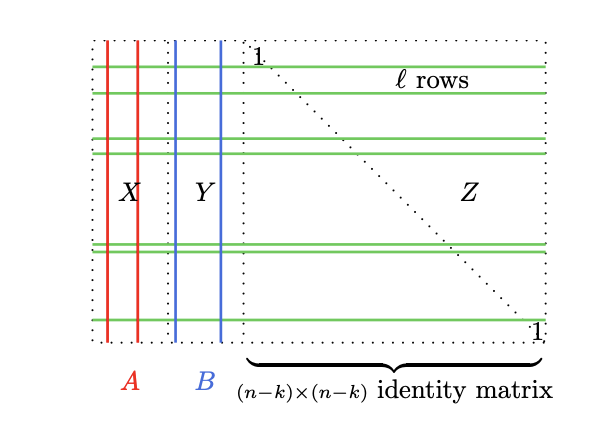 1
ℓ rows
X Y Z
1
A B (n−k)×(n−k) identity matrix